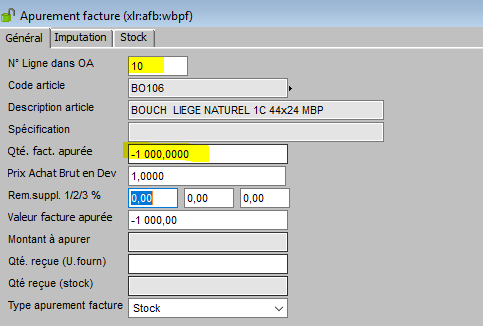 Apurement facture (xlr:afb:wbpf)
Général Imputation Stock
N° Ligne dans OA 10
Code article BO106
Description article BOUCH LIEGE NATUREL 1C 44x24 MBP
Spécification
Qté. fact. apurée -1 000,0000
Prix Achat Brut en Dev 1,0000
Rem.suppl. 1/2/3 % 0,00 0,00 0,00
Valeur facture apurée -1 000,00
Montant à apurer
Qté. reçue (U.fourn)
Qté reçue (stock)
Type apurement facture Stock